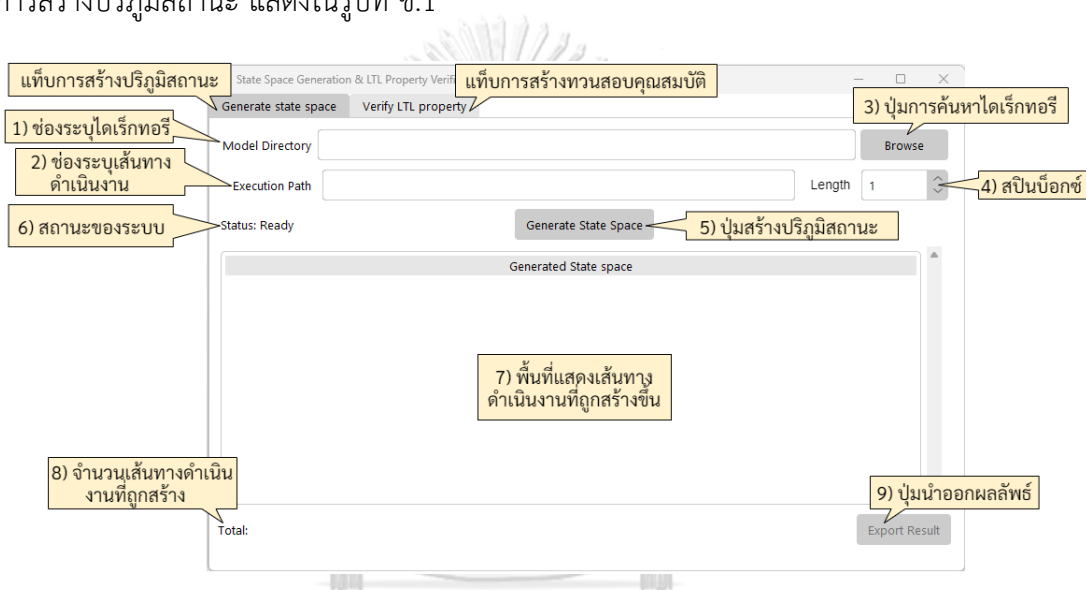 การสร้างปริภูมิสถานะ แสดงในรูปที่ ข.1
แท็บการสร้างปริภูมิสถานะ
State Space Generation & LTL Property Verifi
แท็บการสร้างทวนสอบคุณสมบัติ
Generate state space
Verify LTL property
3) ปุ่มการค้นหาไดเร็กทอรี
1) ช่องระบุไดเร็กทอรี
Model Directory
Browse
2) ช่องระบุเส้นทาง
ดำเนินงาน
Execution Path
Length
1
4) สปินบ็อกซ์
6) สถานะของระบบ
Status: Ready
Generate State Space
5) ปุ่มสร้างปริภูมิสถานะ
Generated State space
7) พื้นที่แสดงเส้นทาง
ดำเนินงานที่ถูกสร้างขึ้น
8) จำนวนเส้นทางดำเนิน
งานที่ถูกสร้าง
9) ปุ่มนำออกผลลัพธ์
Total:
Export Result